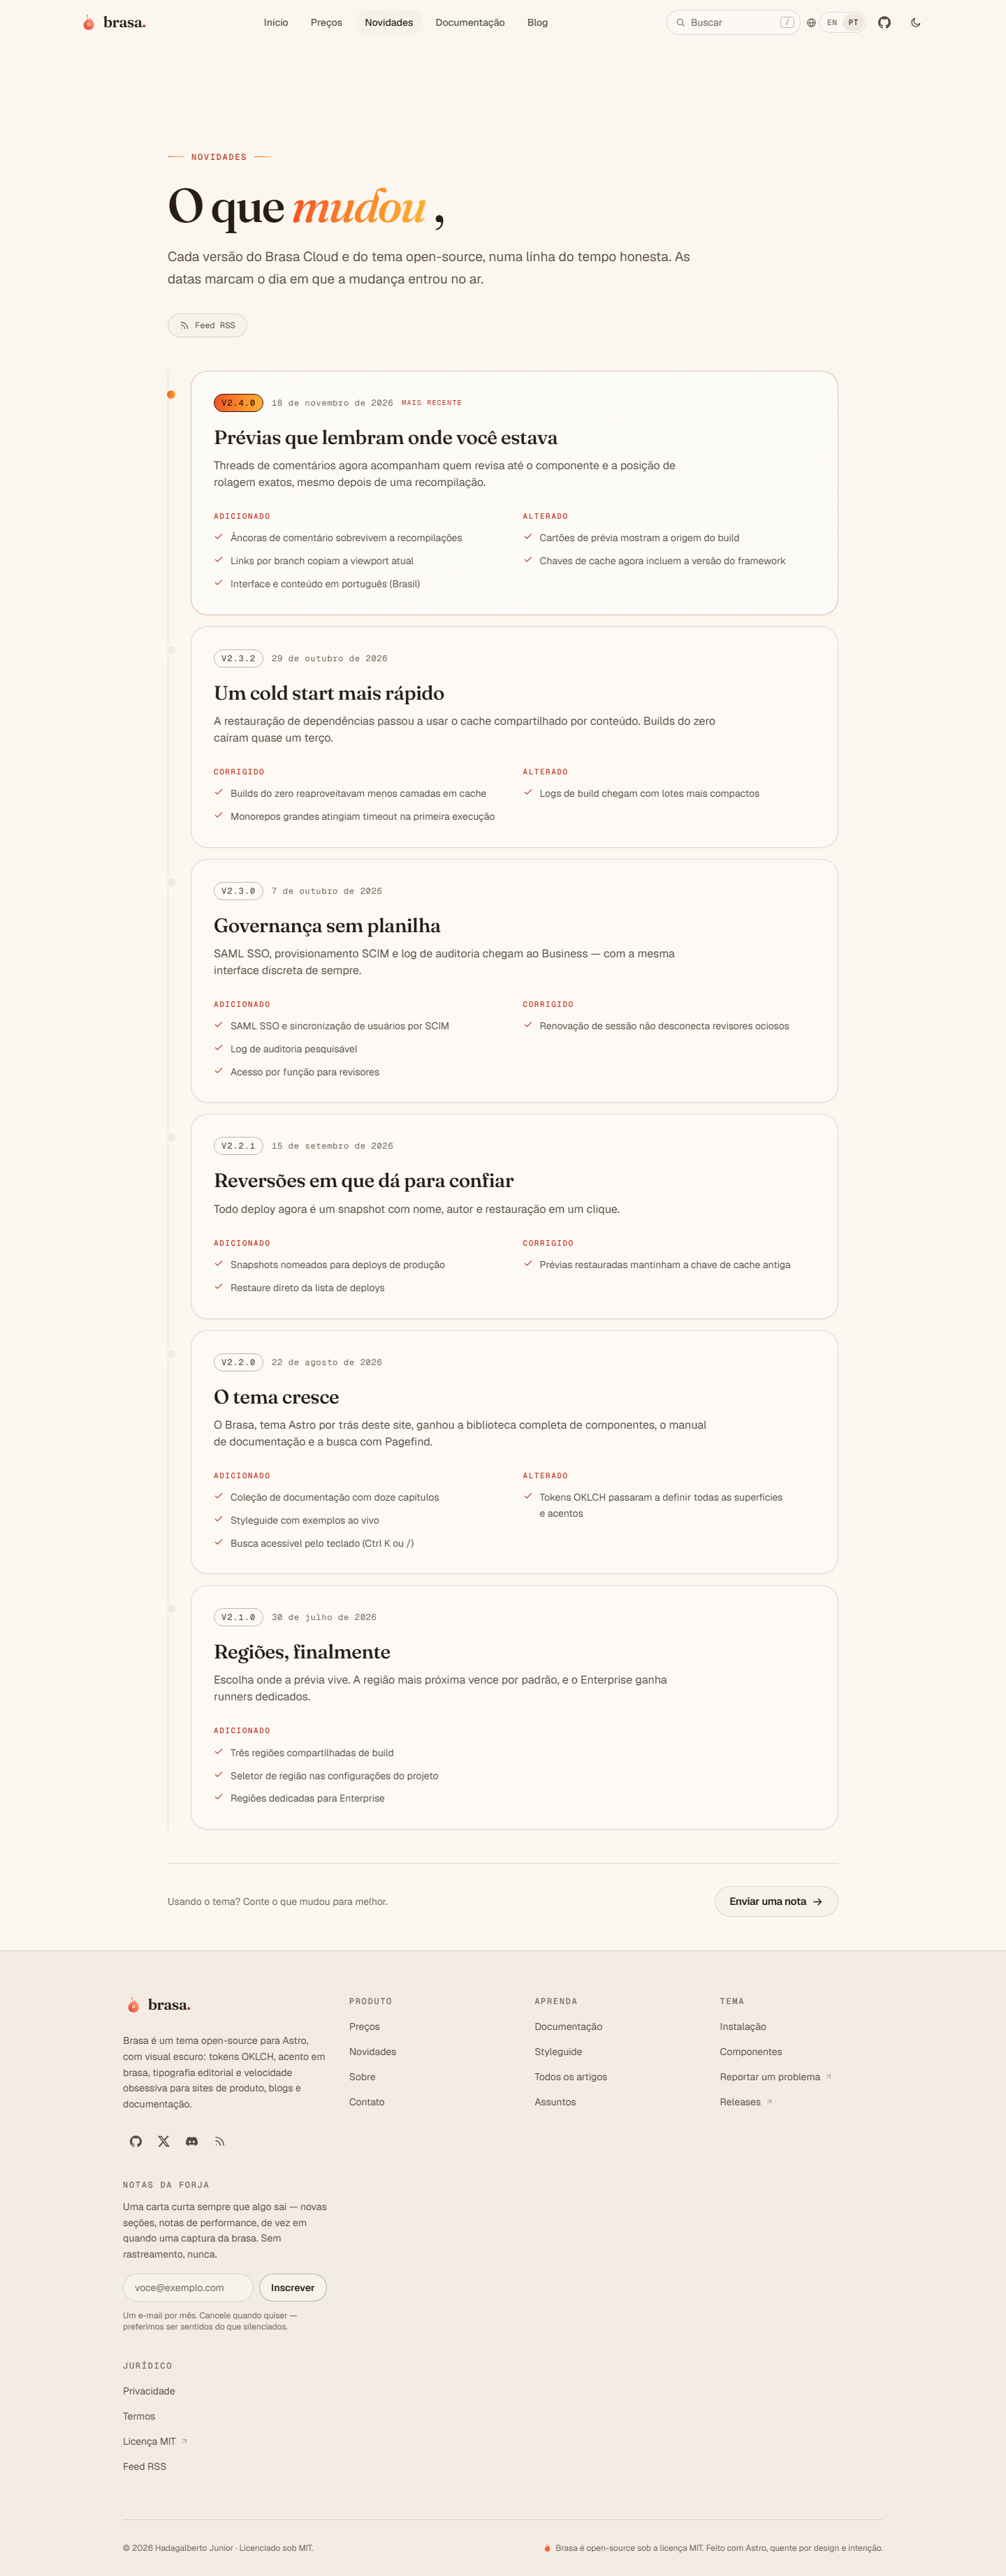 brasa.
Início Preços Novidades Documentação Blog
Buscar / EN PT
NOVIDADES
O que mudou ,
Cada versão do Brasa Cloud e do tema open-source, numa linha do tempo honesta. As
datas marcam o dia em que a mudança entrou no ar.
Feed RSS
V2.4.0 18 de novembro de 2026 MAIS RECENTE
Prévias que lembram onde você estava
Threads de comentários agora acompanham quem revisa até o componente e a posição de
rolagem exatos, mesmo depois de uma recompilação.
ADICIONADO
Âncoras de comentário sobrevivem a recompilações
Links por branch copiam a viewport atual
Interface e conteúdo em português (Brasil)
ALTERADO
Cartões de prévia mostram a origem do build
Chaves de cache agora incluem a versão do framework
V2.3.2 29 de outubro de 2026
Um cold start mais rápido
A restauração de dependências passou a usar o cache compartilhado por conteúdo. Builds do zero
caíram quase um terço.
CORRIGIDO
Builds do zero reaproveitavam menos camadas em cache
Monorepos grandes atingiam timeout na primeira execução
ALTERADO
Logs de build chegam com lotes mais compactos
V2.3.0 7 de outubro de 2026
Governança sem planilha
SAML SSO, provisionamento SCIM e log de auditoria chegam ao Business — com a mesma
interface discreta de sempre.
ADICIONADO
SAML SSO e sincronização de usuários por SCIM
Log de auditoria pesquisável
Acesso por função para revisores
CORRIGIDO
Renovação de sessão não desconecta revisores ociosos
V2.2.1 15 de setembro de 2026
Reversões em que dá para confiar
Todo deploy agora é um snapshot com nome, autor e restauração em um clique.
ADICIONADO
Snapshots nomeados para deploys de produção
Restaure direto da lista de deploys
CORRIGIDO
Prévias restauradas mantinham a chave de cache antiga
V2.2.0 22 de agosto de 2026
O tema cresce
O Brasa, tema Astro por trás deste site, ganhou a biblioteca completa de componentes, o manual
de documentação e a busca com Pagefind.
ADICIONADO
Coleção de documentação com doze capítulos
Styleguide com exemplos ao vivo
Busca acessível pelo teclado (Ctrl K ou /)
ALTERADO
Tokens OKLCH passaram a definir todas as superfícies
e acentos
V2.1.0 30 de julho de 2026
Regiões, finalmente
Escolha onde a prévia vive. A região mais próxima vence por padrão, e o Enterprise ganha
runners dedicados.
ADICIONADO
Três regiões compartilhadas de build
Seletor de região nas configurações do projeto
Regiões dedicadas para Enterprise
Usando o tema? Conte o que mudou para melhor.
Enviar uma nota
brasa.
Brasa é um tema open-source para Astro,
com visual escuro: tokens OKLCH, acento em
brasa, tipografia editorial e velocidade
obsessiva para sites de produto, blogs e
documentação.
PRODUTO
Preços
Novidades
Sobre
Contato
APRENDA
Documentação
Styleguide
Todos os artigos
Assuntos
TEMA
Instalação
Componentes
Reportar um problema
Releases
NOTAS DA FORJA
Uma carta curta sempre que algo sai — novas
seções, notas de performance, de vez em
quando uma captura da brasa. Sem
rastreamento, nunca.
voce@exemplo.com Inscrever
Um e-mail por mês. Cancele quando quiser —
preferimos ser sentidos do que silenciados.
JURÍDICO
Privacidade
Termos
Licença MIT
Feed RSS
© 2026 Hadagalberto Junior · Licenciado sob MIT.
Brasa é open-source sob a licença MIT. Feito com Astro, quente por design e intenção.